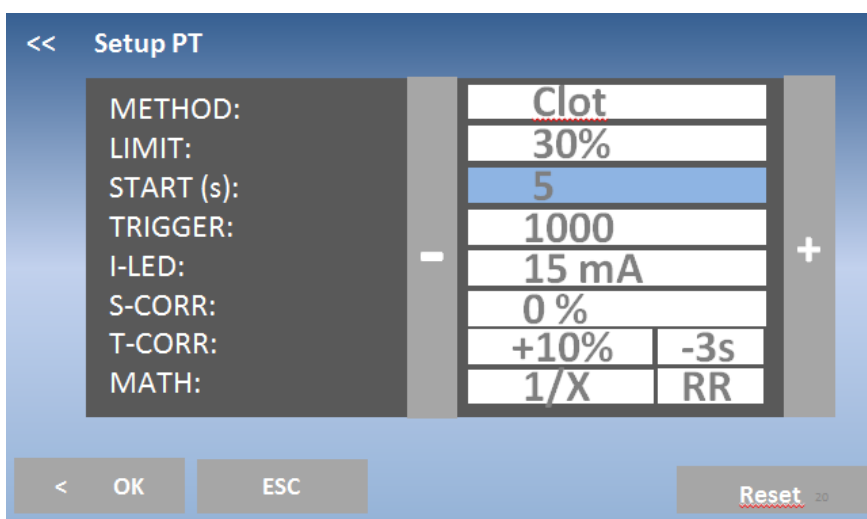 << Setup PT
METHOD: Clot
LIMIT: 30%
START (s): 5
TRIGGER: 1000
- +
I-LED: 15 mA
S-CORR: 0 %
T-CORR: +10% -3s
MATH: 1/X RR
< OK ESC Reset 20